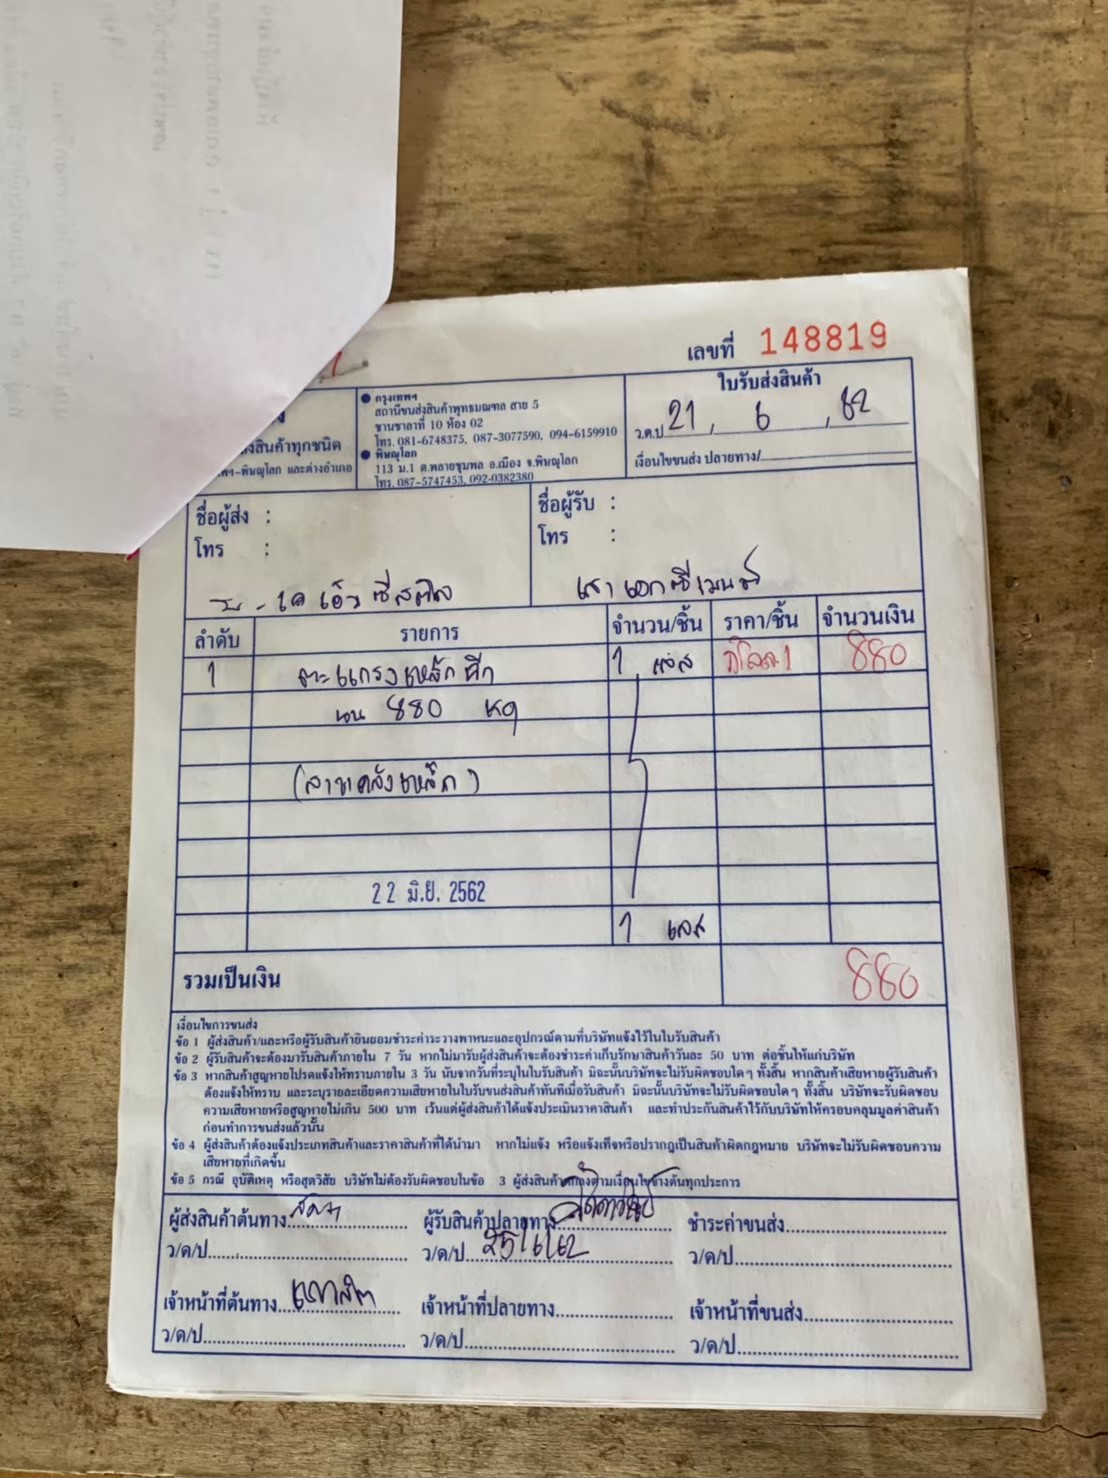 เลขที่ 148819
ใบรับส่งสินค้า
ว.ด.ป 21, 6, 62
เงื่อนไขขนส่ง ปลายทาง/
ส่งสินค้าทุกชนิด
-พิษณุโลก และต่างอำเภอ
กรุงเทพฯ
สถานีขนส่งสินค้าพุทธมณฑล สาย 5
ชานชาลาที่ 10 ห้อง 02
โทร. 081-6748375, 087-3077590, 094-6159910
พิษณุโลก
113 ม.1 ต.พลายชุมพล อ.เมือง จ.พิษณุโลก
โทร. 087-5747453, 092-0382380
ชื่อผู้ส่ง :
โทร :
ชื่อผู้รับ :
โทร :
ลำดับ รายการ จำนวน/ชิ้น ราคา/ชิ้น จำนวนเงิน
1 ตะแกรงเหล็กฉีก 1 กิโลละ 1 880
นน 880 kg
(สาขาคลังเหล็ก)
22 มิ.ย. 2562
1
รวมเป็นเงิน 880
เงื่อนไขการขนส่ง
ข้อ 1 ผู้ส่งสินค้า/และหรือผู้รับสินค้ายินยอมชำระค่าระวางพาหนะและอุปกรณ์ตามที่บริษัทแจ้งไว้ในใบรับสินค้า
ข้อ 2 ผู้รับสินค้าจะต้องมารับสินค้าภายใน 7 วัน หากไม่มารับผู้ส่งสินค้าจะต้องชำระค่าเก็บรักษาสินค้าวันละ 50 บาท ต่อชิ้นให้แก่บริษัท
ข้อ 3 หากสินค้าสูญหายโปรดแจ้งให้ทราบภายใน 3 วัน นับจากวันที่ระบุในใบรับสินค้า มิฉะนั้นบริษัทจะไม่รับผิดชอบใดๆ ทั้งสิ้น หากสินค้าเสียหายผู้รับสินค้า
ต้องแจ้งให้ทราบ และระบุรายละเอียดความเสียหายในใบขนส่งสินค้าทันทีเมื่อรับสินค้า มิฉะนั้นบริษัทจะไม่รับผิดชอบใดๆ ทั้งสิ้น บริษัทจะรับผิดชอบ
ความเสียหายหรือสูญหายไม่เกิน 500 บาท เว้นแต่ผู้ส่งสินค้าได้แจ้งประเมินราคาสินค้า และทำประกันสินค้าไว้กับบริษัทให้ครอบคลุมมูลค่าสินค้า
ก่อนทำการขนส่งแล้วนั้น
ข้อ 4 ผู้ส่งสินค้าต้องแจ้งประเภทสินค้าและราคาสินค้าที่ได้นำมา หากไม่แจ้ง หรือแจ้งเท็จหรือปรากฏเป็นสินค้าผิดกฎหมาย บริษัทจะไม่รับผิดชอบความ
เสียหายที่เกิดขึ้น
ข้อ 5 กรณี อุบัติเหตุ หรือสุดวิสัย บริษัทไม่ต้องรับผิดชอบในข้อ 3 ผู้ส่งสินค้าตกลงตามเงื่อนไขข้างต้นทุกประการ
ผู้ส่งสินค้าต้นทาง ผู้รับสินค้าปลายทาง ชำระค่าขนส่ง
ว/ด/ป ว/ด/ป 25/6/62 ว/ด/ป
เจ้าหน้าที่ต้นทาง เจ้าหน้าที่ปลายทาง เจ้าหน้าที่ขนส่ง
ว/ด/ป ว/ด/ป ว/ด/ป